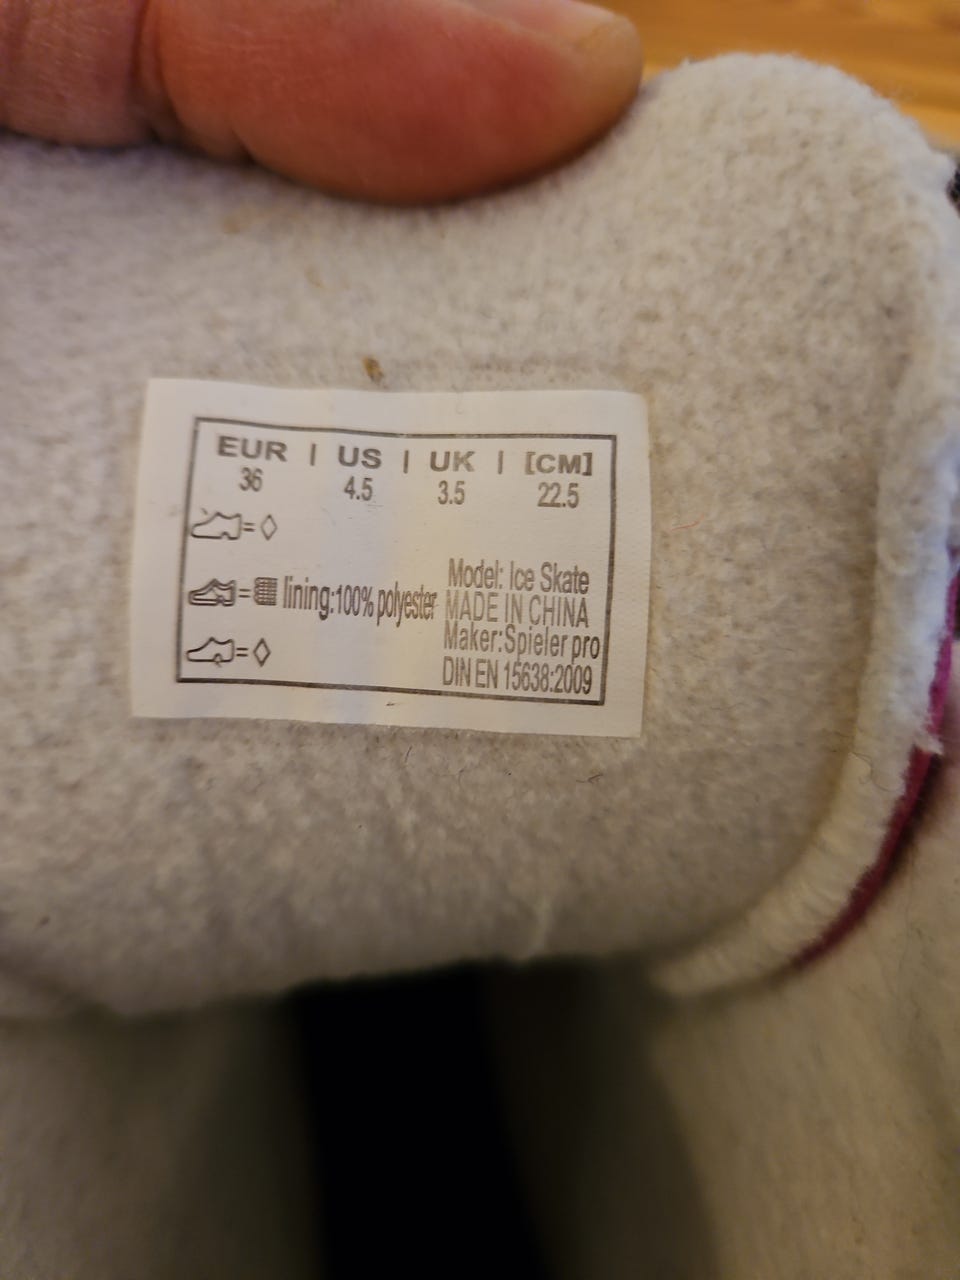 EUR | US | UK | [CM]
36 4.5 3.5 22.5
=
= lining:100% polyester
=
Model: Ice Skate
MADE IN CHINA
Maker:Spieler pro
DIN EN 15638:2009